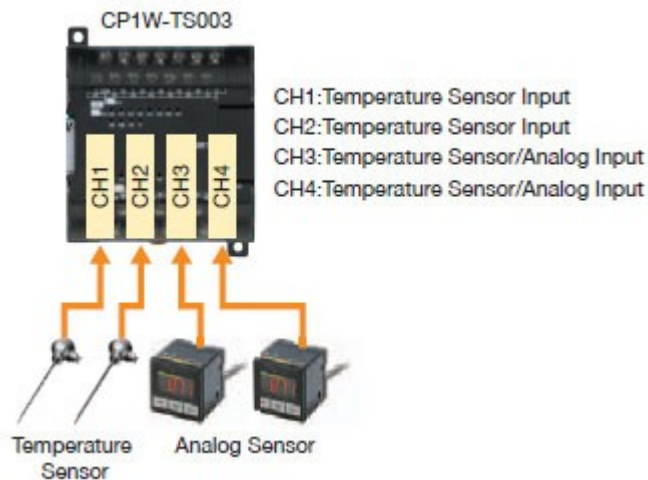 CP1W-TS003
CH1
CH2
CH3
CH4
CH1:Temperature Sensor Input
CH2:Temperature Sensor Input
CH3:Temperature Sensor/Analog Input
CH4:Temperature Sensor/Analog Input
Temperature
Sensor
Analog Sensor